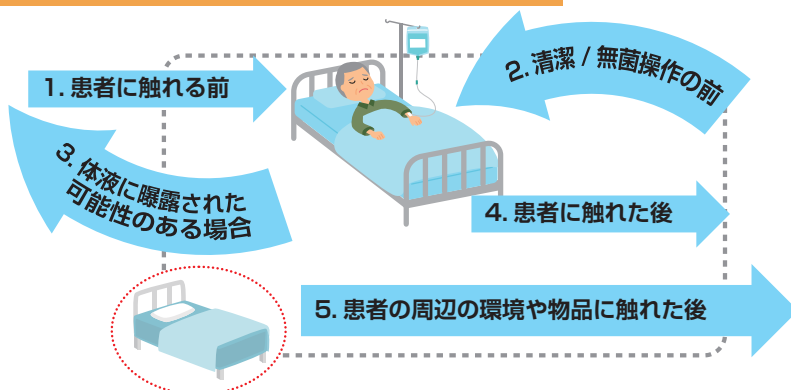 1. 患者に触れる前
2. 清潔 / 無菌操作の前
3. 体液に曝露された
可能性のある場合
4. 患者に触れた後
5. 患者の周辺の環境や物品に触れた後